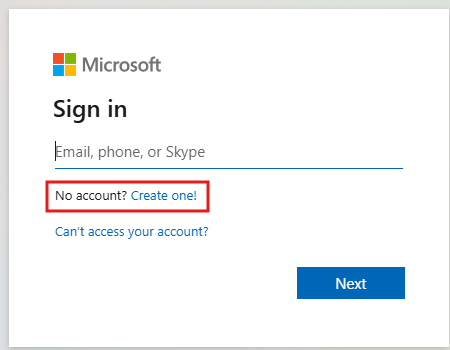 Microsoft
Sign in
Email, phone, or Skype
No account? Create one!
Can't access your account?
Next